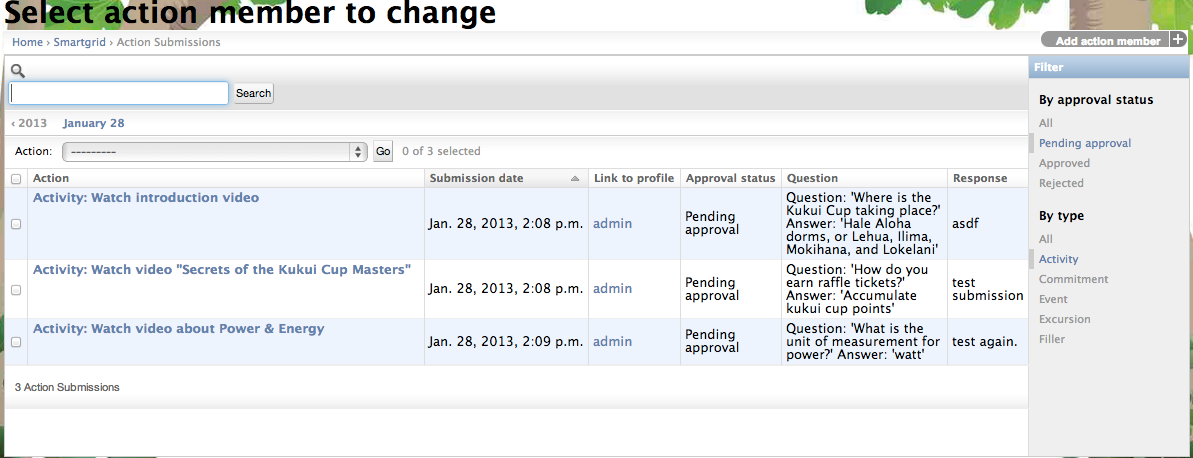 Select action member to change
Home › Smartgrid › Action Submissions
Add action member +
Filter
Search
‹ 2013 January 28
Action: --------- Go 0 of 3 selected
Action Submission date Link to profile Approval status Question Response
Activity: Watch introduction video
Jan. 28, 2013, 2:08 p.m.
admin
Pending
approval
Question: 'Where is the
Kukui Cup taking place?'
Answer: 'Hale Aloha
dorms, or Lehua, Ilima,
Mokihana, and Lokelani'
asdf
Activity: Watch video "Secrets of the Kukui Cup Masters"
Jan. 28, 2013, 2:08 p.m.
admin
Pending
approval
Question: 'How do you
earn raffle tickets?'
Answer: 'Accumulate
kukui cup points'
test
submission
Activity: Watch video about Power & Energy
Jan. 28, 2013, 2:09 p.m.
admin
Pending
approval
Question: 'What is the
unit of measurement for
power?' Answer: 'watt'
test again.
3 Action Submissions
By approval status
All
Pending approval
Approved
Rejected
By type
All
Activity
Commitment
Event
Excursion
Filler